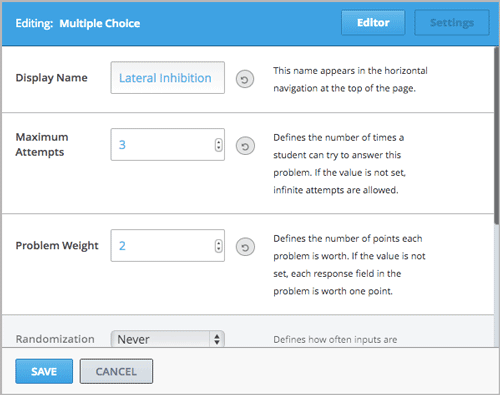 Editing: Multiple Choice
Editor
Settings
Display Name
Lateral Inhibition
This name appears in the horizontal
navigation at the top of the page.
Maximum
Attempts
3
Defines the number of times a
student can try to answer this
problem. If the value is not set,
infinite attempts are allowed.
Problem Weight
2
Defines the number of points each
problem is worth. If the value is not
set, each response field in the
problem is worth one point.
Randomization
Never
Defines how often inputs are
SAVE
CANCEL